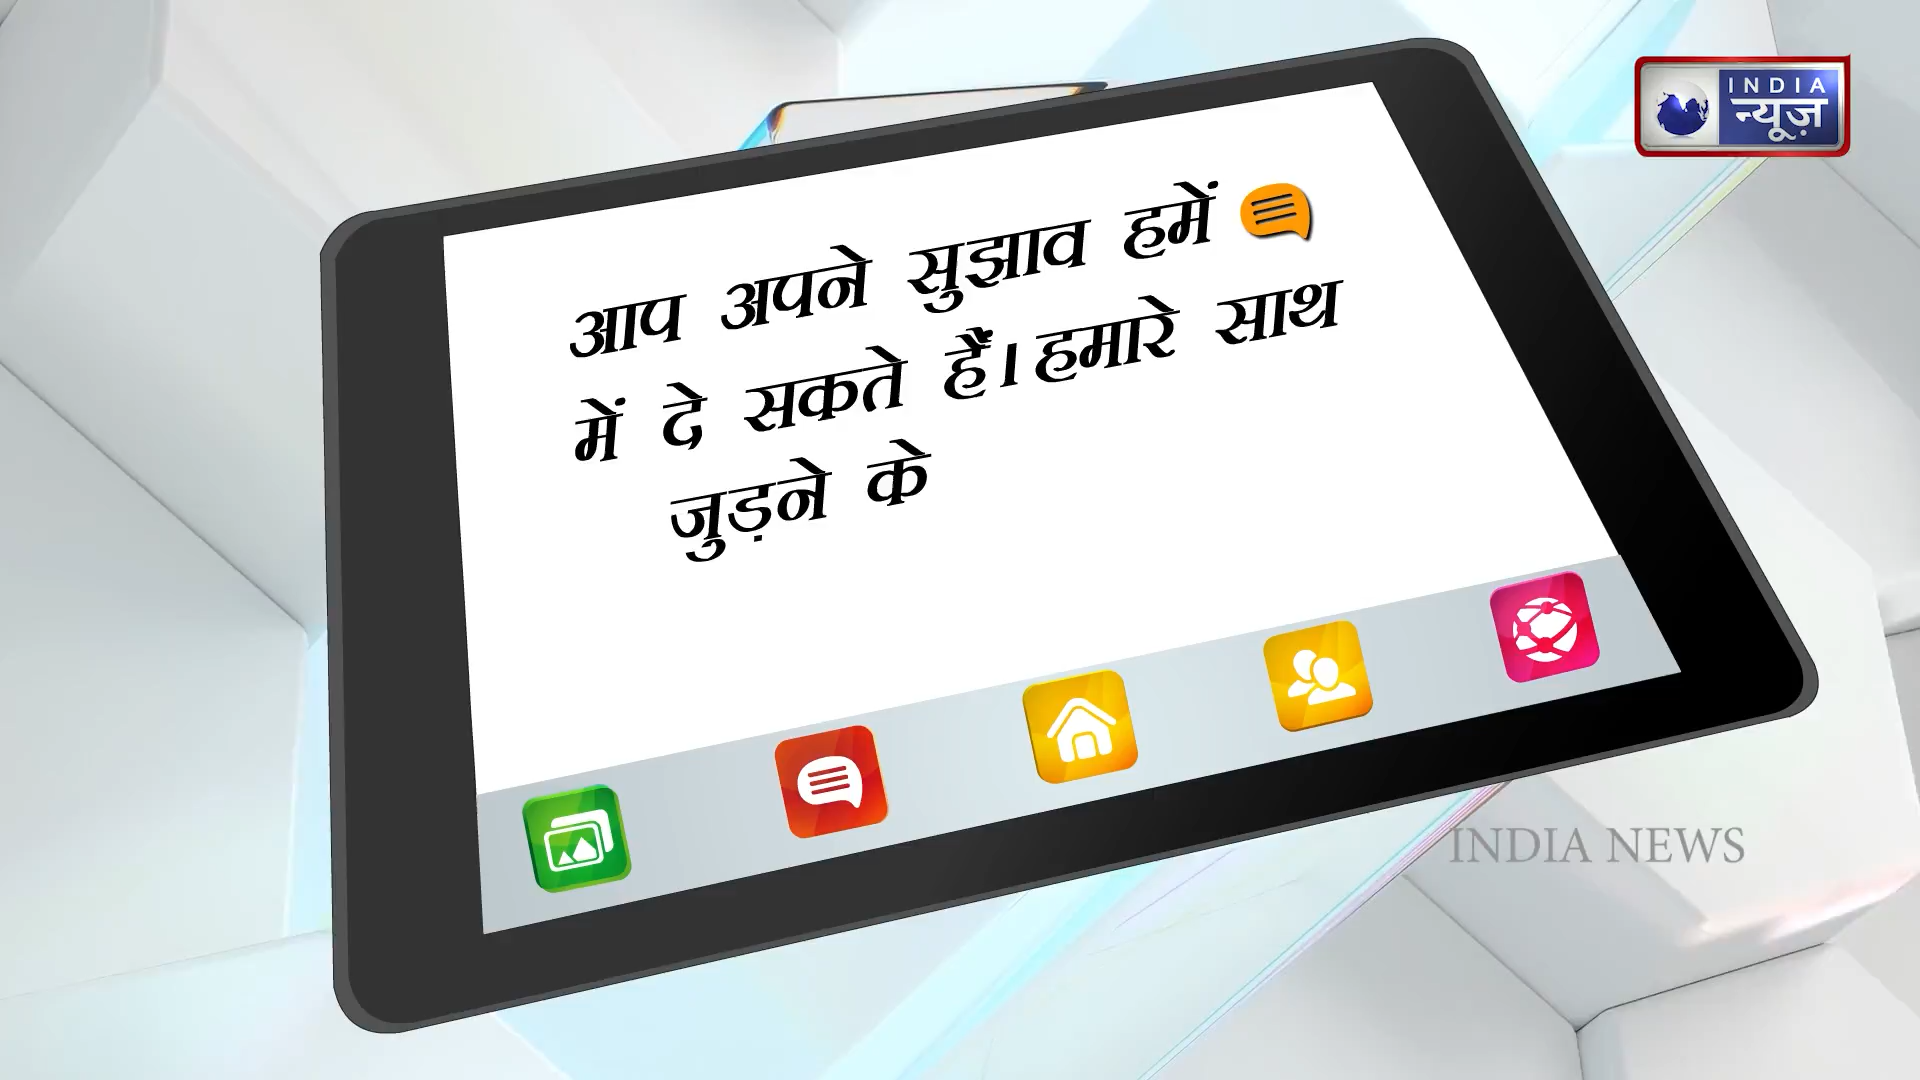 INDIA
न्यूज़
आप अपने सुझाव हमें
में दे सकते हैं। हमारे साथ
जुड़ने के
INDIA NEWS